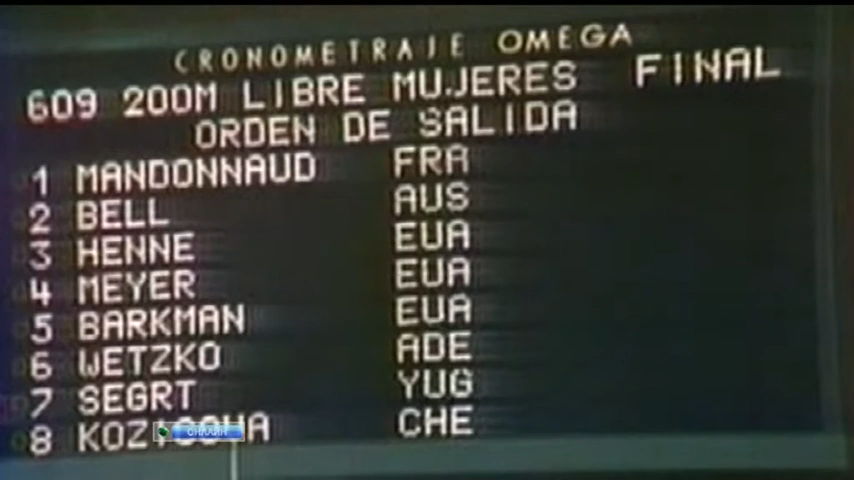 CRONOMETRAJE OMEGA
609 200M LIBRE MUJERES FINAL
ORDEN DE SALIDA
1 MANDONNAUD FRA
2 BELL AUS
3 HENNE EUA
4 MEYER EUA
5 BARKMAN EUA
6 WETZKO ADE
7 SEGRT YUG
8 CHE